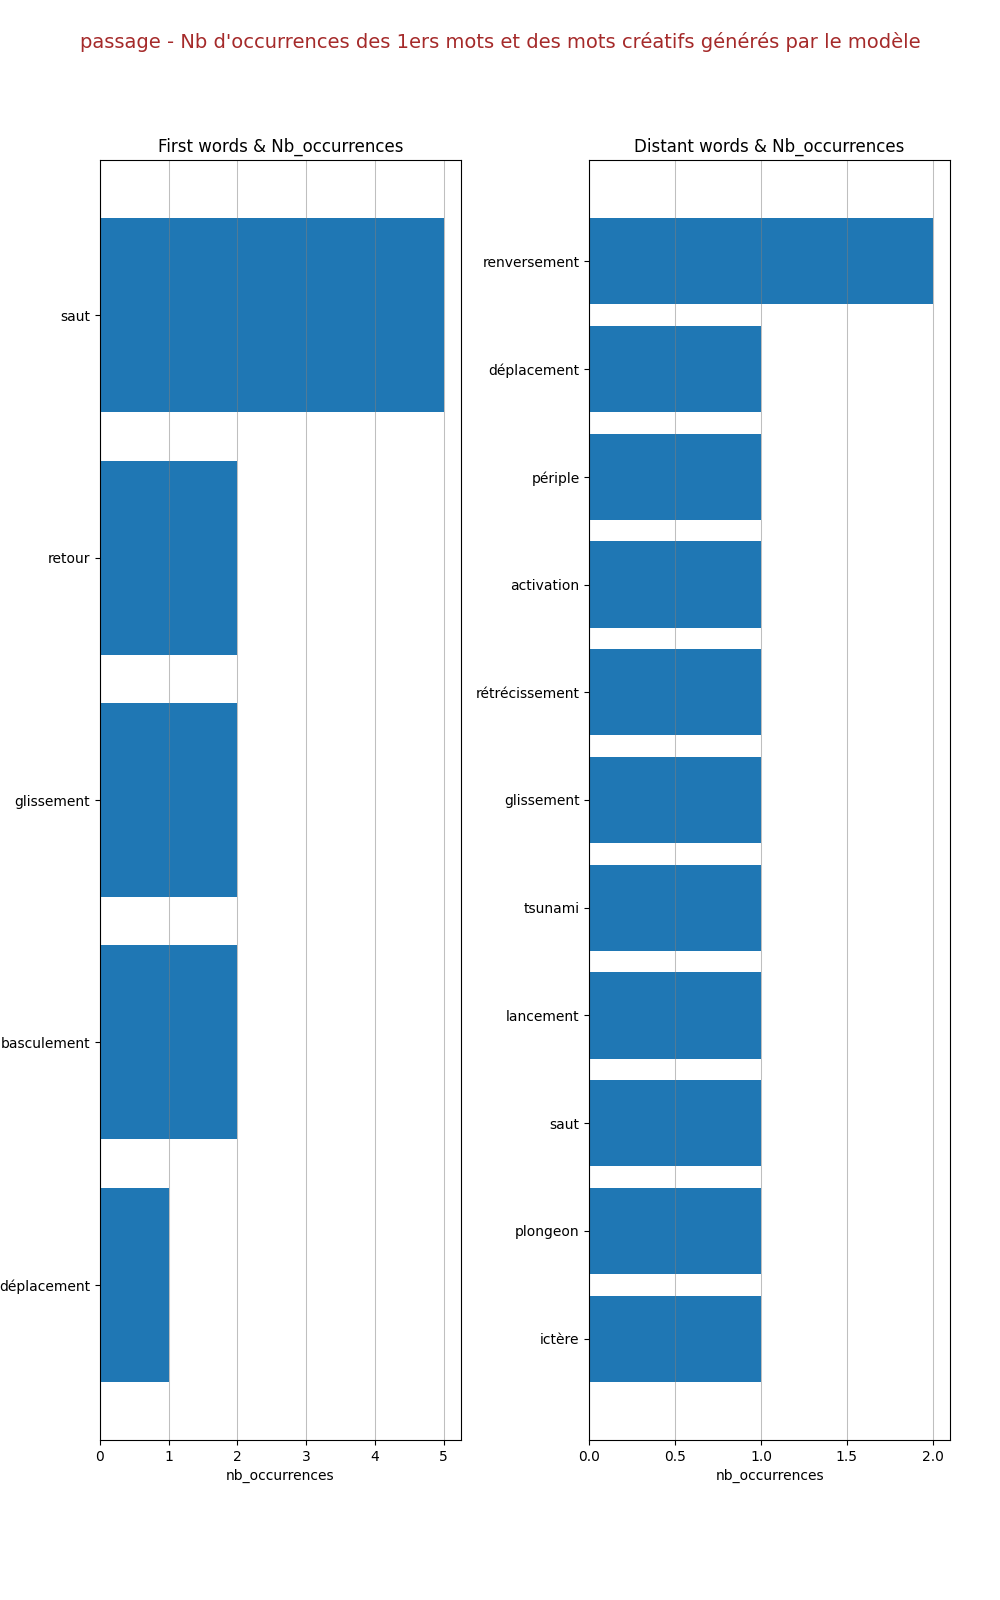 passage - Nb d'occurrences des 1ers mots et des mots créatifs générés par le modèle
First words & Nb_occurrences
saut
retour
glissement
basculement
déplacement
0 1 2 3 4 5
nb_occurrences
Distant words & Nb_occurrences
renversement
déplacement
périple
activation
rétrécissement
glissement
tsunami
lancement
saut
plongeon
ictère
0.0 0.5 1.0 1.5 2.0
nb_occurrences